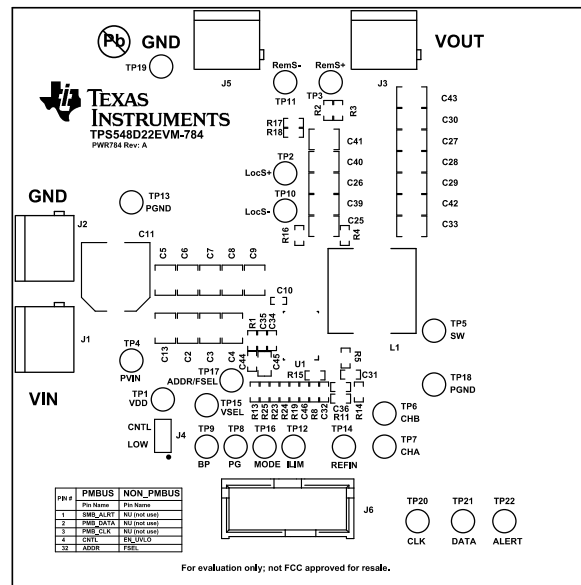 Pb
GND
VOUT
TP19
J5
RemS-
RemS+
J3
TP11
TP3
TEXAS
INSTRUMENTS
TPS548D22EVM-784
PWR784 Rev: A
R2
R3
R17
R18
C43
C30
C41
C27
C40
C28
C26
C29
C39
C42
C25
C33
TP2
LocS+
TP10
LocS-
R16
R4
GND
TP13
PGND
J2
C11
C5
C6
C7
C8
C9
C10
J1
TP4
PVIN
C13
C2
C3
C4
R1
C35
C34
C44
C45
U1
L1
TP5
SW
R5
R15
C31
VIN
TP17
ADDR/FSEL
TP18
PGND
TP1
VDD
TP15
VSEL
R13
R25
R23
R24
R19
C46
R8
C32
C36
R11
R14
TP6
CHB
CNTL
LOW
J4
TP9
BP
TP8
PG
TP16
MODE
TP12
ILIM
TP14
REFIN
TP7
CHA
PIN # PMBUS NON_PMBUS
Pin Name Pin Name
1 SMB_ALRT NU (not use)
2 PMB_DATA NU (not use)
3 PMB_CLK NU (not use)
4 CNTL EN_UVLO
32 ADDR FSEL
J6
TP20
CLK
TP21
DATA
TP22
ALERT
For evaluation only; not FCC approved for resale.